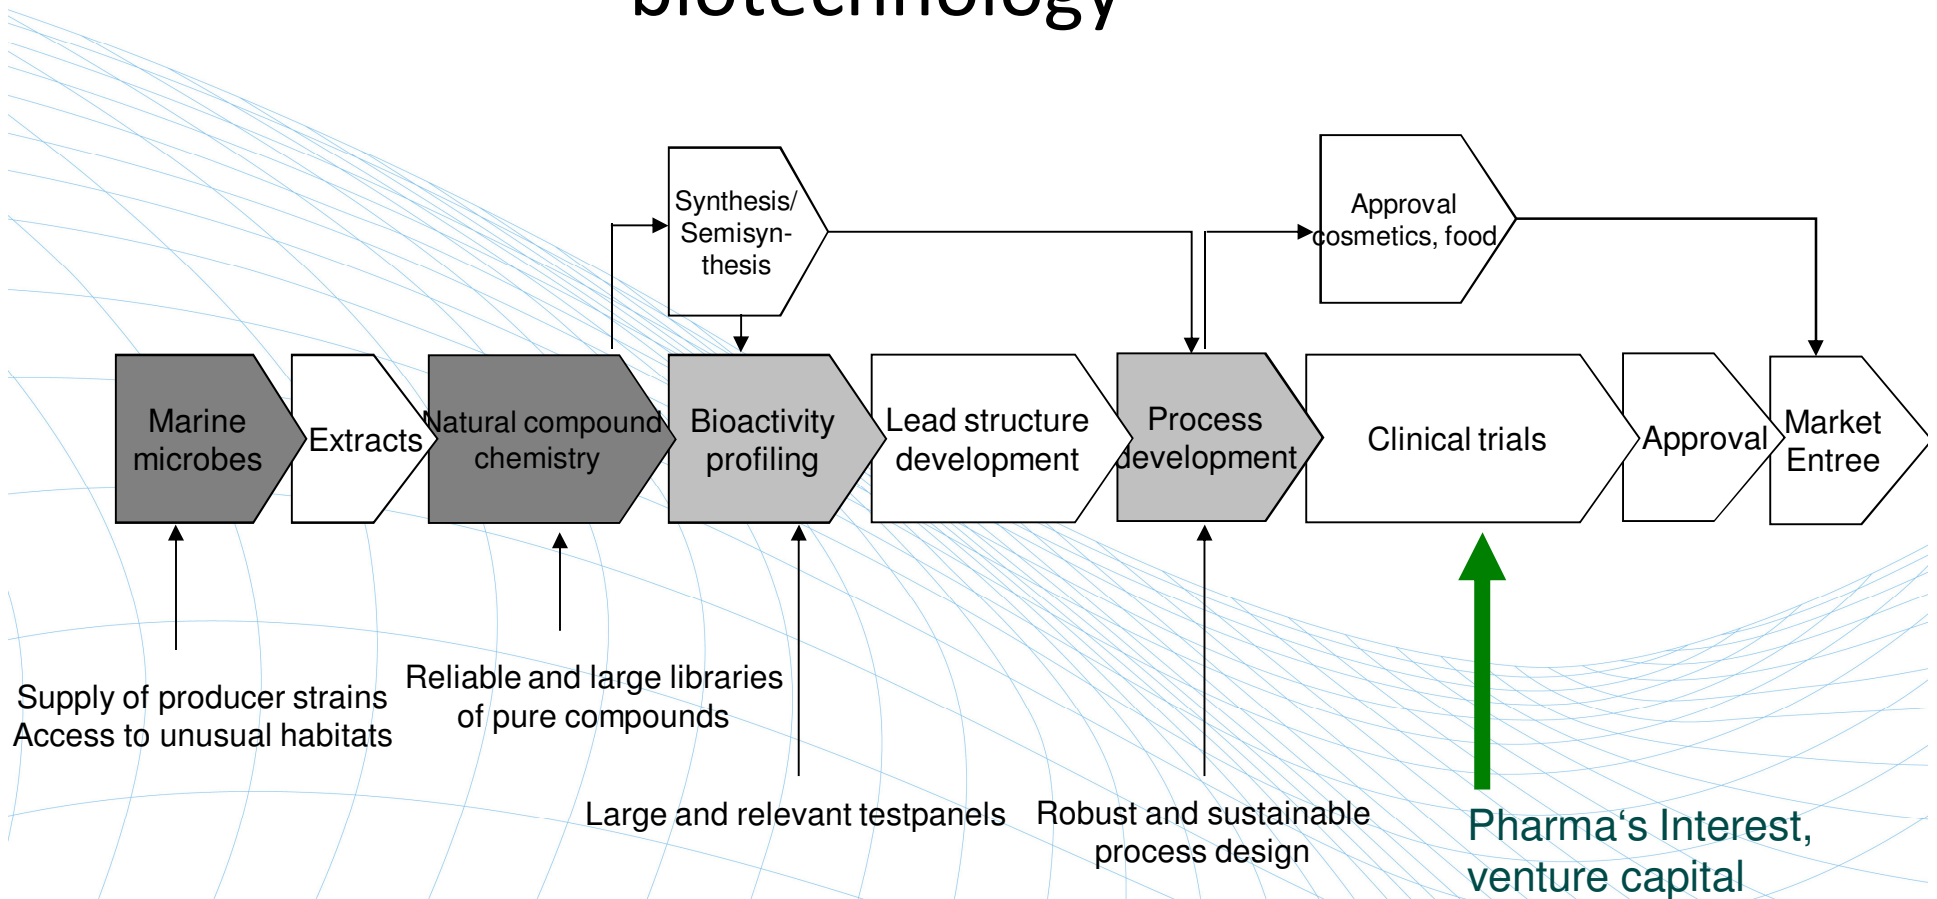 biotechnology
Synthesis/
Semisyn-
thesis
Approval
cosmetics, food
Marine
microbes
Extracts
Natural compound
chemistry
Bioactivity
profiling
Lead structure
development
Process
development
Clinical trials
Approval
Market
Entree
Supply of producer strains
Access to unusual habitats
Reliable and large libraries
of pure compounds
Large and relevant testpanels
Robust and sustainable
process design
Pharma‘s Interest,
venture capital